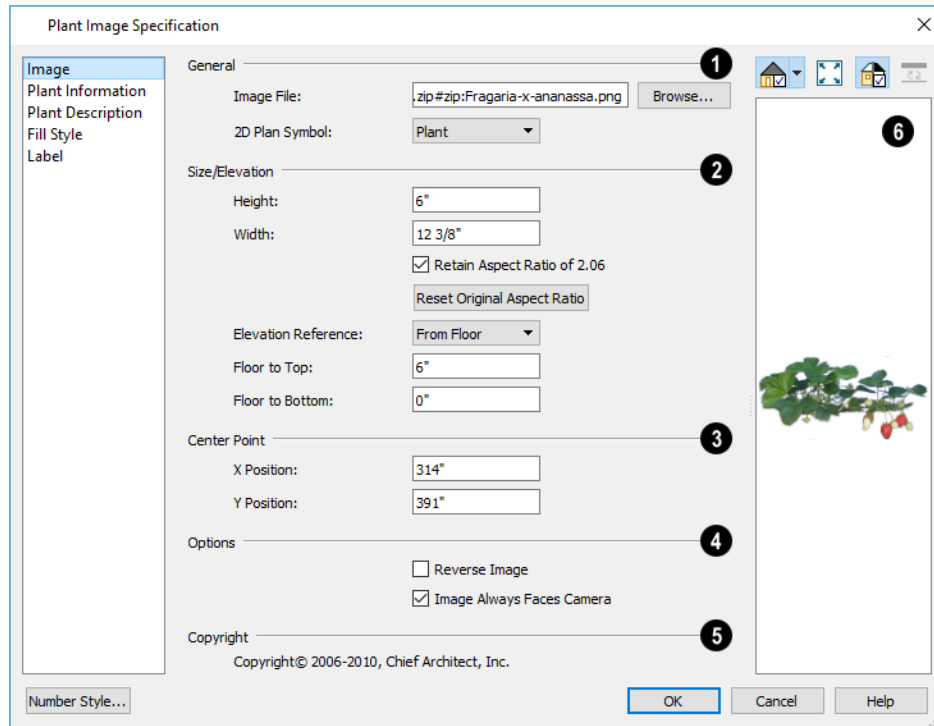 Plant Image Specification
Image
Plant Information
Plant Description
Fill Style
Label
General
1
Image File:
.zip#zip:Fragaria-x-ananassa.png
Browse...
2D Plan Symbol:
Plant
Size/Elevation
2
Height:
6"
Width:
12 3/8"
Retain Aspect Ratio of 2.06
Reset Original Aspect Ratio
Elevation Reference:
From Floor
Floor to Top:
6"
Floor to Bottom:
0"
Center Point
3
X Position:
314"
Y Position:
391"
Options
4
Reverse Image
Image Always Faces Camera
Copyright
5
Copyright© 2006-2010, Chief Architect, Inc.
6
Number Style...
OK
Cancel
Help